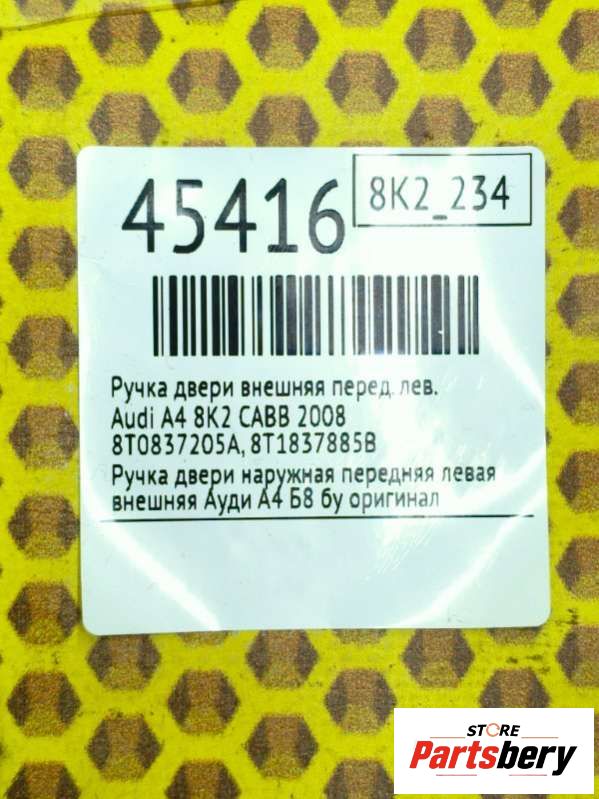 45416
8K2_234
Ручка двери внешняя перед. лев.
Audi A4 8K2 CABB 2008
8T0837205A, 8T1837885B
Ручка двери наружная передняя левая
внешняя Ауди А4 Б8 бу оригинал
STORE
Partsbery